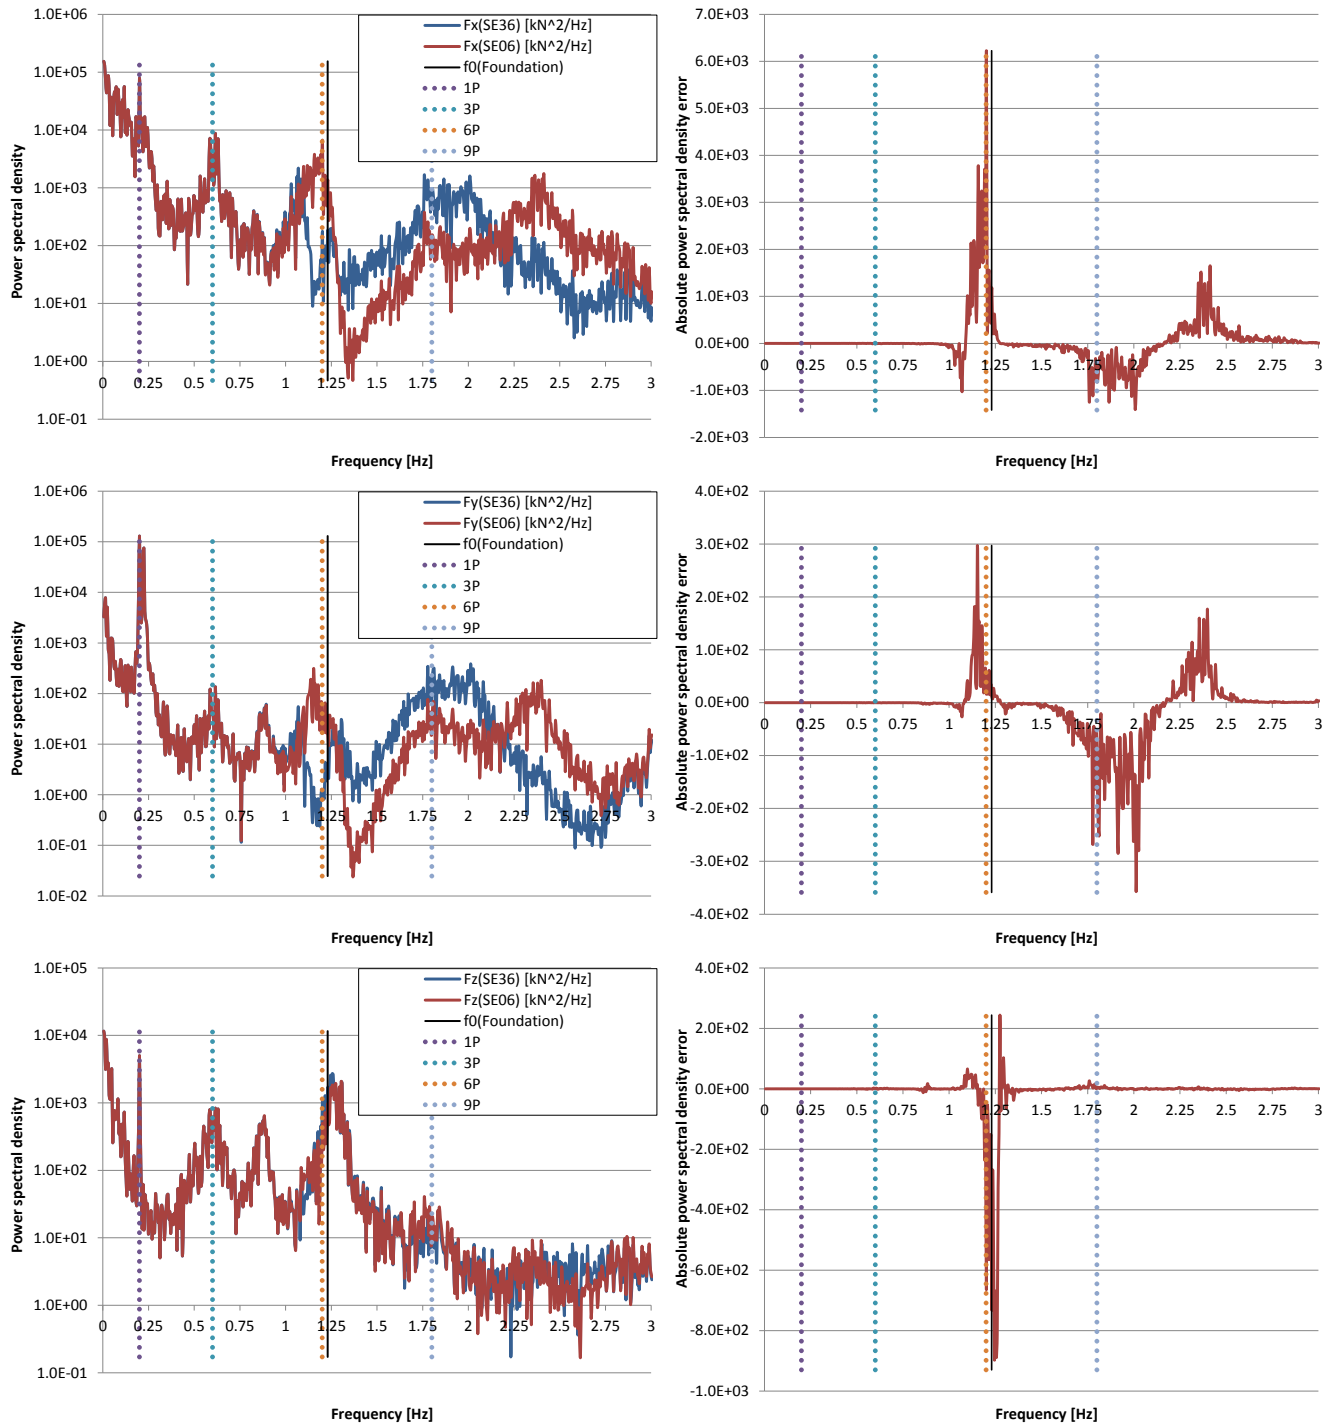 Power spectral density
1.0E+06
1.0E+05
1.0E+04
1.0E+03
1.0E+02
1.0E+01
1.0E+00
1.0E-01
Fx(SE36) [kN^2/Hz]
Fx(SE06) [kN^2/Hz]
f0(Foundation)
1P
3P
6P
9P
0 0.25 0.5 0.75 1 1.25 1.5 1.75 2 2.25 2.5 2.75 3
Frequency [Hz]
Absolute power spectral density error
7.0E+03
6.0E+03
5.0E+03
4.0E+03
3.0E+03
2.0E+03
1.0E+03
0.0E+00
-1.0E+03
-2.0E+03
0 0.25 0.5 0.75 1 1.25 1.5 1.75 2 2.25 2.5 2.75 3
Frequency [Hz]
Power spectral density
1.0E+06
1.0E+05
1.0E+04
1.0E+03
1.0E+02
1.0E+01
1.0E+00
1.0E-01
1.0E-02
Fy(SE36) [kN^2/Hz]
Fy(SE06) [kN^2/Hz]
f0(Foundation)
1P
3P
6P
9P
0 0.25 0.5 0.75 1 1.25 1.5 1.75 2 2.25 2.5 2.75 3
Frequency [Hz]
Absolute power spectral density error
4.0E+02
3.0E+02
2.0E+02
1.0E+02
0.0E+00
-1.0E+02
-2.0E+02
-3.0E+02
-4.0E+02
0 0.25 0.5 0.75 1 1.25 1.5 1.75 2 2.25 2.5 2.75 3
Frequency [Hz]
Power spectral density
1.0E+05
1.0E+04
1.0E+03
1.0E+02
1.0E+01
1.0E+00
1.0E-01
Fz(SE36) [kN^2/Hz]
Fz(SE06) [kN^2/Hz]
f0(Foundation)
1P
3P
6P
9P
0 0.25 0.5 0.75 1 1.25 1.5 1.75 2 2.25 2.5 2.75 3
Frequency [Hz]
Absolute power spectral density error
4.0E+02
2.0E+02
0.0E+00
-2.0E+02
-4.0E+02
-6.0E+02
-8.0E+02
-1.0E+03
0 0.25 0.5 0.75 1 1.25 1.5 1.75 2 2.25 2.5 2.75 3
Frequency [Hz]